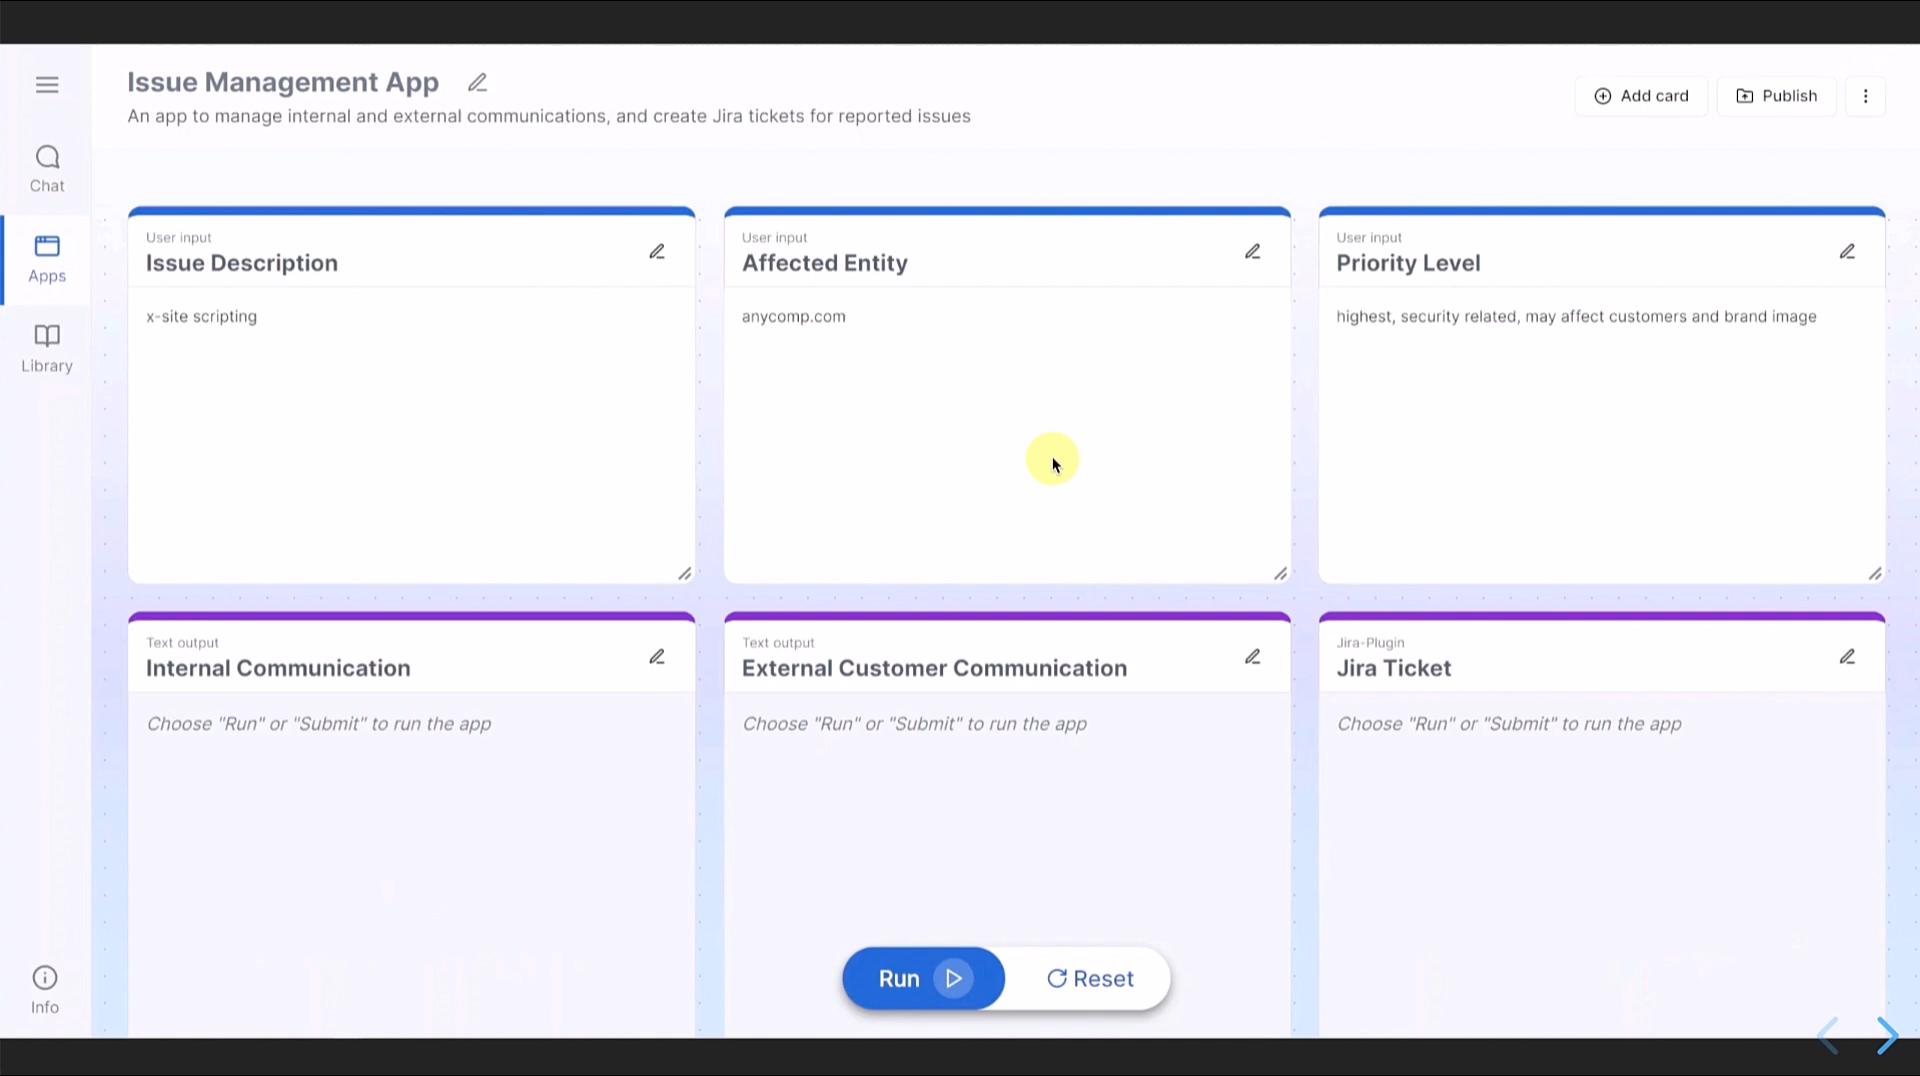 Issue Management App
An app to manage internal and external communications, and create Jira tickets for reported issues
Add card
Publish
Chat
Apps
Library
Info
User input
Issue Description
x-site scripting
User input
Affected Entity
anycomp.com
User input
Priority Level
highest, security related, may affect customers and brand image
Text output
Internal Communication
Choose "Run" or "Submit" to run the app
Text output
External Customer Communication
Choose "Run" or "Submit" to run the app
Jira-Plugin
Jira Ticket
Choose "Run" or "Submit" to run the app
Run
Reset